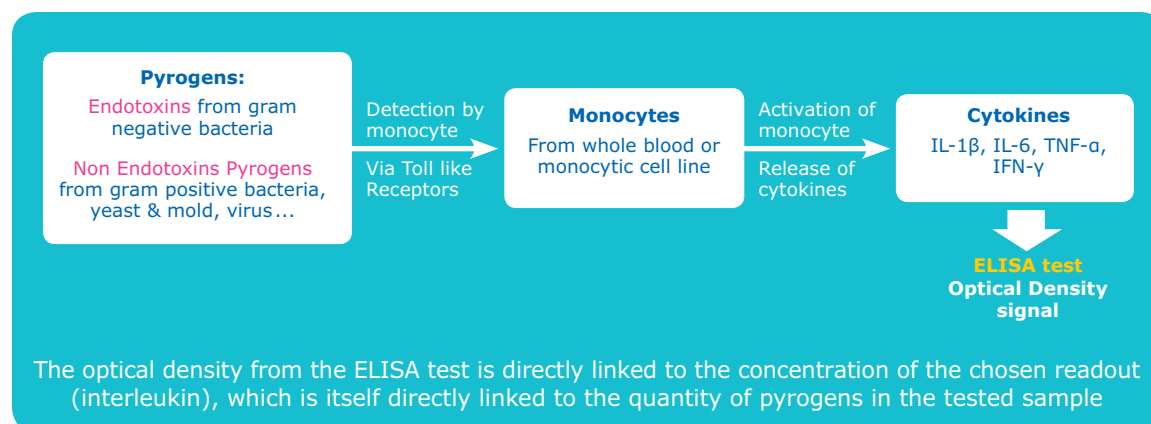 Pyrogens:
Endotoxins from gram
negative bacteria
Non Endotoxins Pyrogens
from gram positive bacteria,
yeast & mold, virus...
Detection by
monocyte
Via Toll like
Receptors
Monocytes
From whole blood or
monocytic cell line
Activation of
monocyte
Release of
cytokines
Cytokines
IL-1β, IL-6, TNF-α,
IFN-γ
ELISA test
Optical Density
signal
The optical density from the ELISA test is directly linked to the concentration of the chosen readout
(interleukin), which is itself directly linked to the quantity of pyrogens in the tested sample